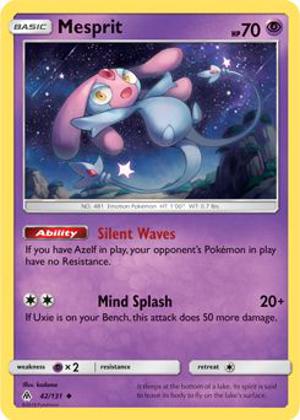 BASIC
Mesprit
HP70
NO. 481 Emotion Pokémon HT: 1'00" WT: 0.7 lbs.
Ability Silent Waves
If you have Azelf in play, your opponent's Pokémon in play
have no Resistance.
Mind Splash 20+
If Uxie is on your Bench, this attack does 50 more damage.
weakness ×2 resistance retreat
Illus. kodama
42/131
©2018 Pokémon
It sleeps at the bottom of a lake. Its spirit is said
to leave its body to fly on the lake's surface.